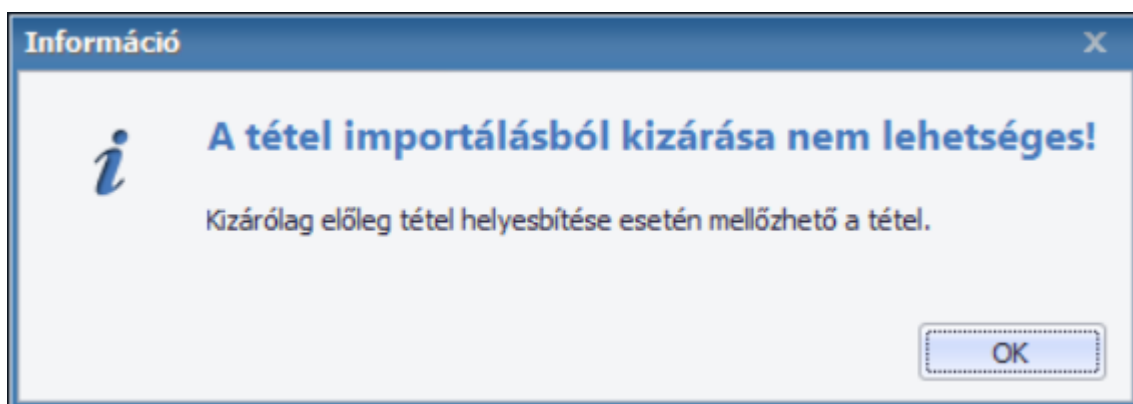 Információ
A tétel importálásból kizárása nem lehetséges!
Kizárólag előleg tétel helyesbítése esetén mellőzhető a tétel.
OK